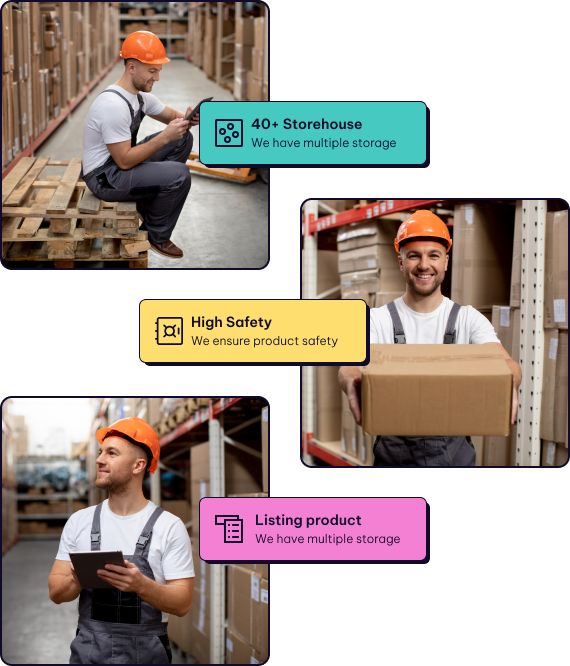 40+ Storehouse
We have multiple storage
High Safety
We ensure product safety
Listing product
We have multiple storage